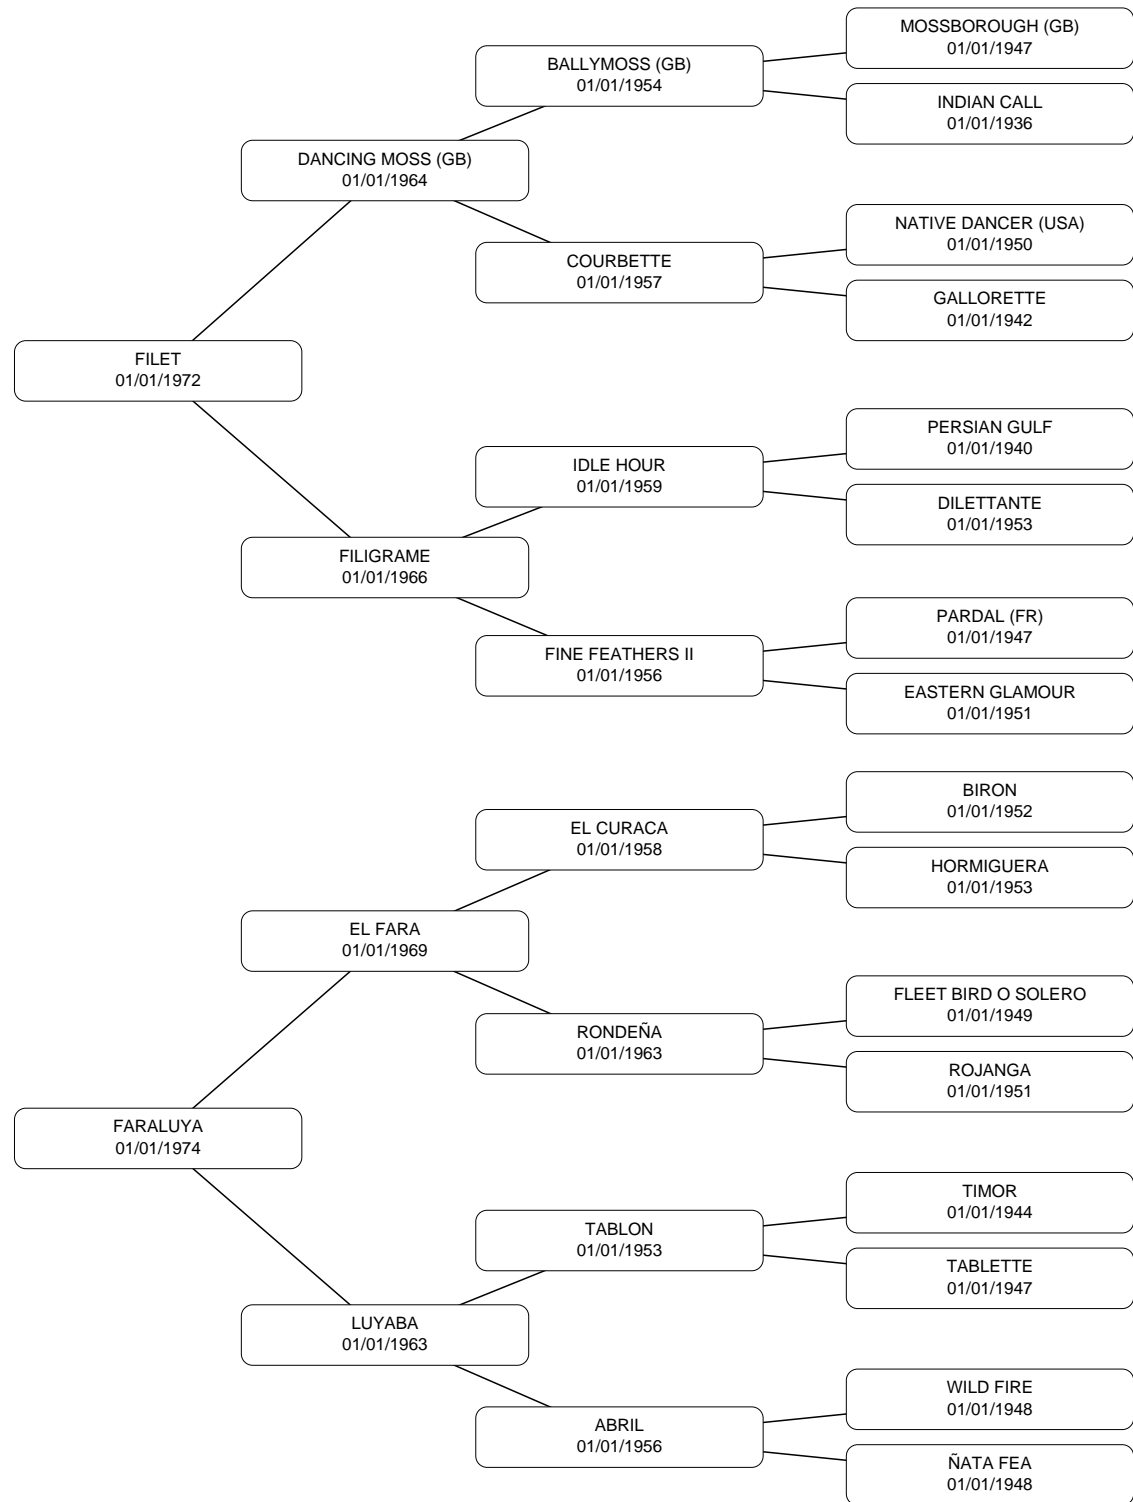 MOSSBOROUGH (GB)
01/01/1947
BALLYMOSS (GB)
01/01/1954
INDIAN CALL
01/01/1936
DANCING MOSS (GB)
01/01/1964
NATIVE DANCER (USA)
01/01/1950
COURBETTE
01/01/1957
GALLORETTE
01/01/1942
FILET
01/01/1972
PERSIAN GULF
01/01/1940
IDLE HOUR
01/01/1959
DILETTANTE
01/01/1953
FILIGRAME
01/01/1966
PARDAL (FR)
01/01/1947
FINE FEATHERS II
01/01/1956
EASTERN GLAMOUR
01/01/1951
BIRON
01/01/1952
EL CURACA
01/01/1958
HORMIGUERA
01/01/1953
EL FARA
01/01/1969
FLEET BIRD O SOLERO
01/01/1949
RONDEÑA
01/01/1963
ROJANGA
01/01/1951
FARALUYA
01/01/1974
TIMOR
01/01/1944
TABLON
01/01/1953
TABLETTE
01/01/1947
LUYABA
01/01/1963
WILD FIRE
01/01/1948
ABRIL
01/01/1956
ÑATA FEA
01/01/1948